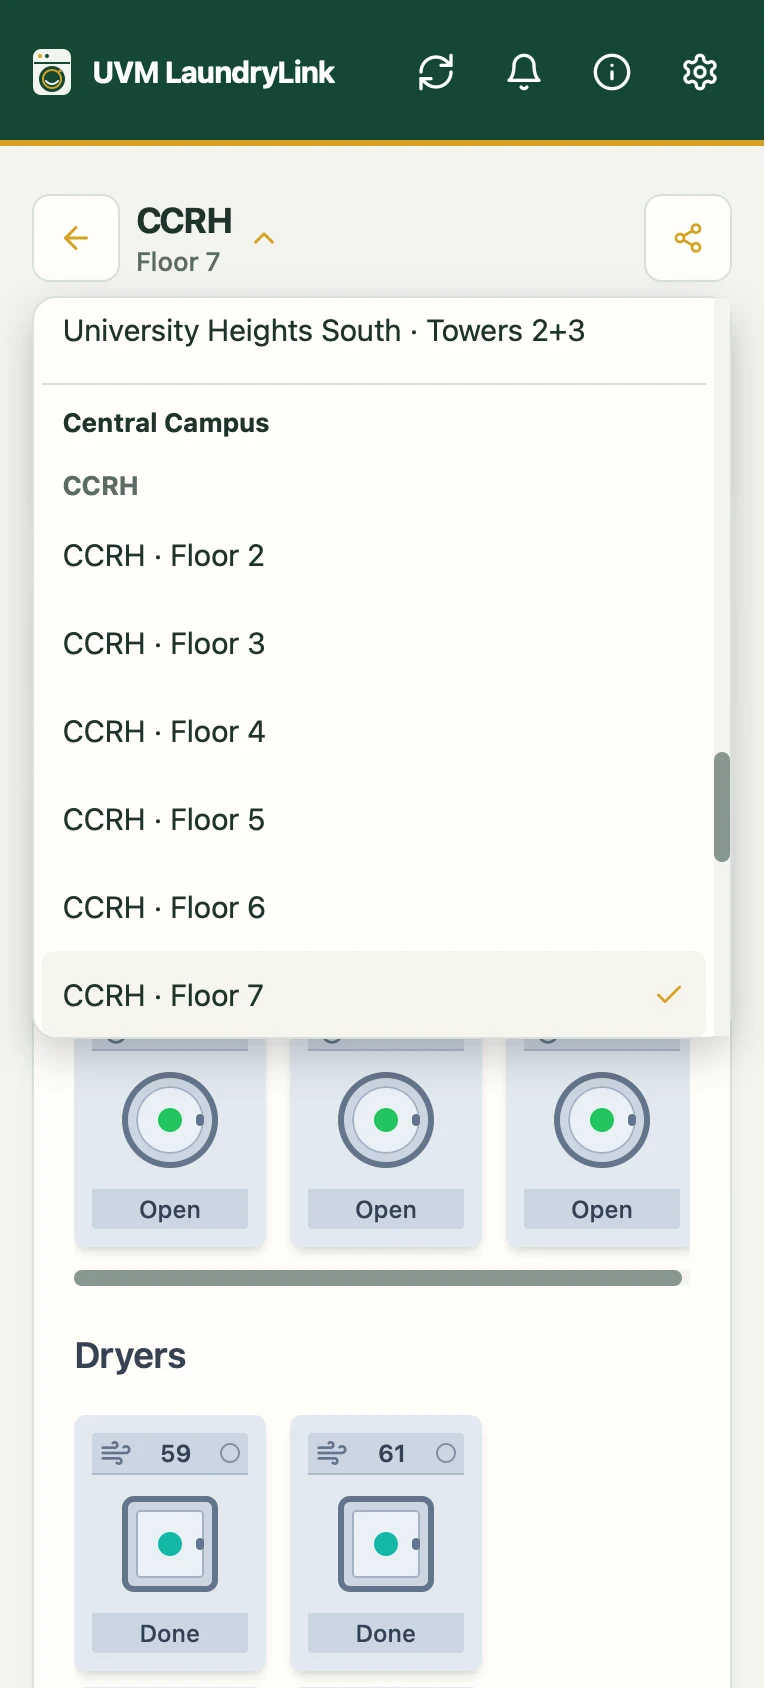 UVM LaundryLink
CCRH
Floor 7
University Heights South · Towers 2+3
Central Campus
CCRH
CCRH · Floor 2
CCRH · Floor 3
CCRH · Floor 4
CCRH · Floor 5
CCRH · Floor 6
CCRH · Floor 7
Open Open Open
Dryers
59 61
Done Done